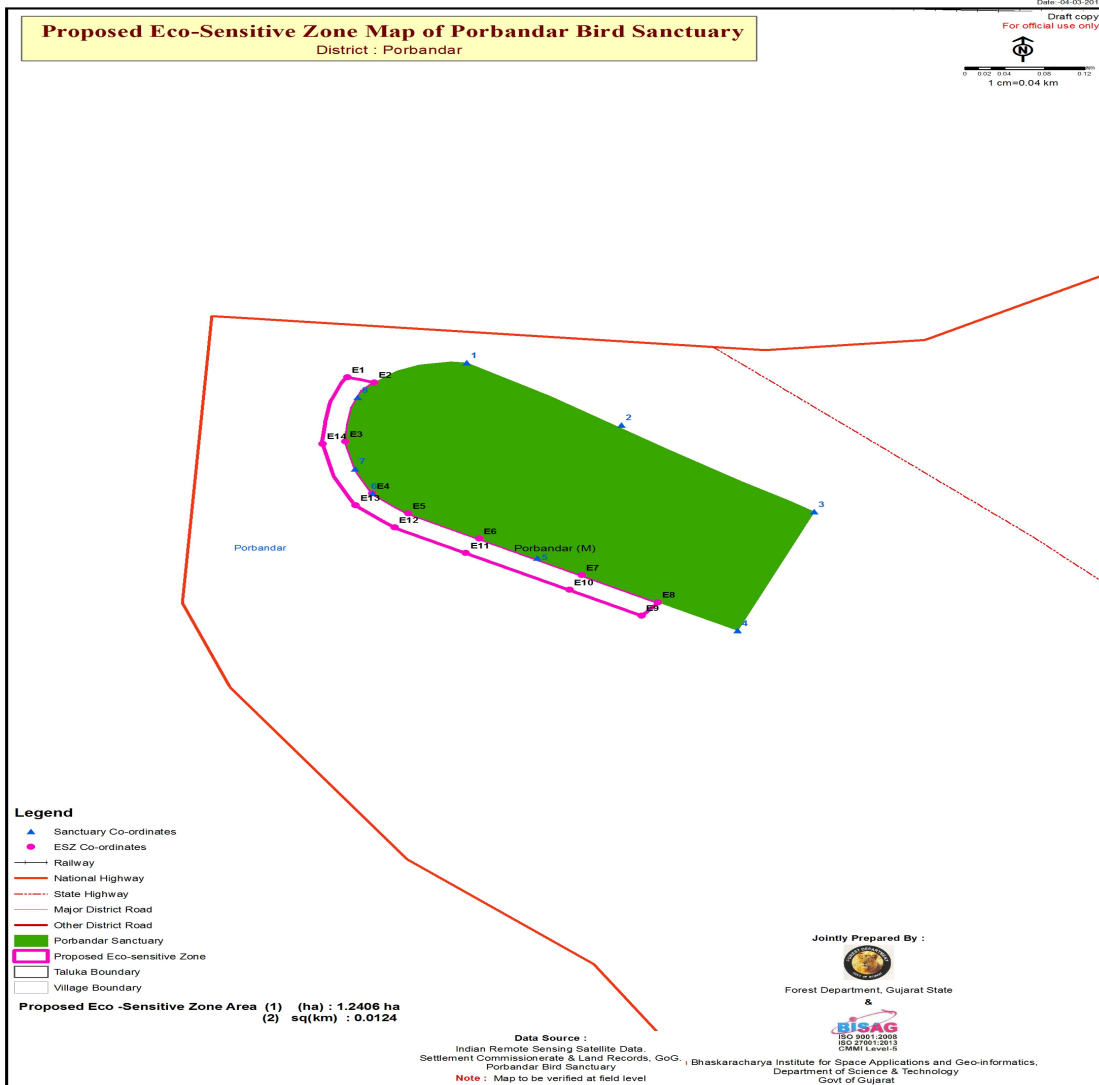 Date:-04-03-201
Draft copy
For official use only
Proposed Eco-Sensitive Zone Map of Porbandar Bird Sanctuary
District : Porbandar
N
0 0.02 0.04 0.08 0.12
1 cm=0.04 km
1
E1
E2
8
2
E3
E14
7
3
6
E4
E13
E5
E12
E6
E11
Porbandar
Porbandar (M)
5
E7
E10
E8
E9
4
Legend
Sanctuary Co-ordinates
ESZ Co-ordinates
Railway
National Highway
State Highway
Major District Road
Other District Road
Porbandar Sanctuary
Proposed Eco-sensitive Zone
Taluka Boundary
Village Boundary
Proposed Eco -Sensitive Zone Area (1) (ha) : 1.2406 ha
(2) sq(km) : 0.0124
Jointly Prepared By :
Forest Department, Gujarat State
&
BISAG
ISO 9001:2008
ISO 27001:2013
CMMI Level-5
Bhaskaracharya Institute for Space Applications and Geo-informatics,
Department of Science & Technology
Govt of Gujarat
Data Source :
Indian Remote Sensing Satellite Data.
Settlement Commissionerate & Land Records, GoG.
Porbandar Bird Sanctuary
Note : Map to be verified at field level